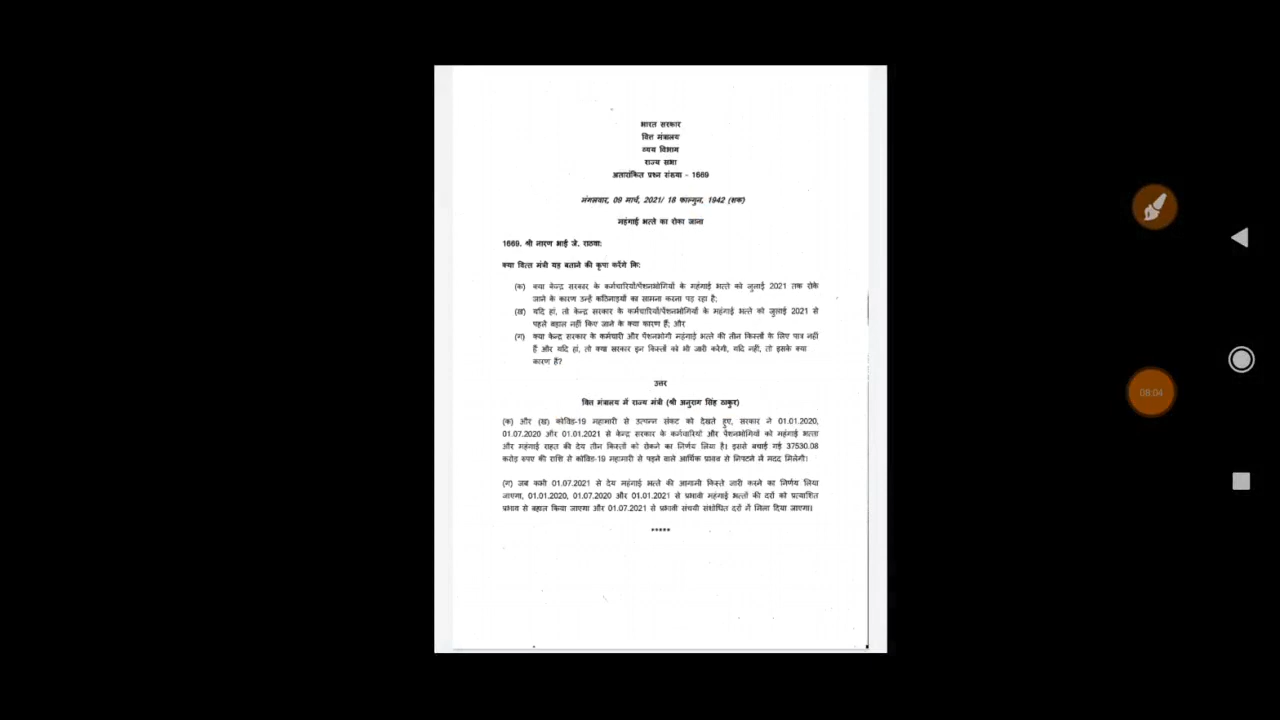 भारत सरकार
वित्त मंत्रालय
व्यय विभाग
राज्य सभा
अतारांकित प्रश्न संख्या - 1669
मंगलवार, 09 मार्च, 2021/ 18 फाल्गुन, 1942 (शक)
महंगाई भत्ते का रोका जाना
1669. श्री नारण भाई जे. राठवा:
क्या वित्त मंत्री यह बताने की कृपा करेंगे कि:
(क) क्या केन्द्र सरकार के कर्मचारियों/पेंशनभोगियों के महंगाई भत्ते को जुलाई 2021 तक रोके
जाने के कारण उन्हें कठिनाइयों का सामना करना पड़ रहा है;
(ख) यदि हां, तो केन्द्र सरकार के कर्मचारियों/पेंशनभोगियों के महंगाई भत्ते को जुलाई 2021 से
पहले बहाल नहीं किए जाने के क्या कारण हैं; और
(ग) क्या केन्द्र सरकार के कर्मचारी और पेंशनभोगी महंगाई भत्ते की तीन किस्तों के लिए पात्र नहीं
हैं और यदि हां, तो क्या सरकार इन किस्तों को भी जारी करेगी, यदि नहीं, तो इसके क्या
कारण हैं?
उत्तर
वित्त मंत्रालय में राज्य मंत्री (श्री अनुराग सिंह ठाकुर)
(क) और (ख) कोविड-19 महामारी से उत्पन्न संकट को देखते हुए, सरकार ने 01.01.2020,
01.07.2020 और 01.01.2021 से केन्द्र सरकार के कर्मचारियों और पेंशनभोगियों को महंगाई भत्ता
और महंगाई राहत की देय तीन किस्तों को रोकने का निर्णय लिया है। इससे बचाई गई 37530.08
करोड़ रुपए की राशि से कोविड-19 महामारी से पड़ने वाले आर्थिक प्रभाव से निपटने में मदद मिलेगी।
(ग) जब कभी 01.07.2021 से देय महंगाई भत्ते की आगामी किस्तें जारी करने का निर्णय लिया
जाएगा, 01.01.2020, 01.07.2020 और 01.01.2021 से प्रभावी महंगाई भत्तों की दरों को प्रत्याशित
प्रभाव से बहाल किया जाएगा और 01.07.2021 से प्रभावी संचयी संशोधित दरों में मिला दिया जाएगा।
*****
08:04